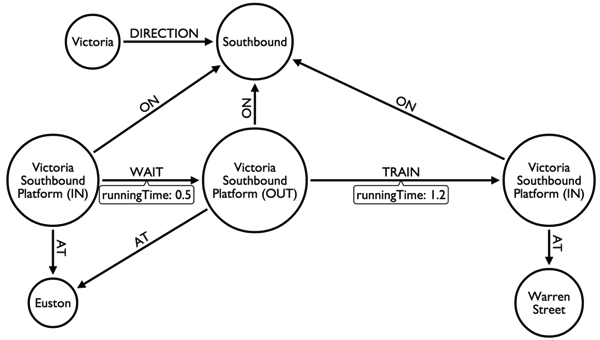 Victoria
DIRECTION
Southbound
ON
ON
ON
Victoria
Southbound
Platform (IN)
WAIT
runningTime: 0.5
Victoria
Southbound
Platform (OUT)
TRAIN
runningTime: 1.2
Victoria
Southbound
Platform (IN)
AT
AT
AT
Euston
Warren
Street